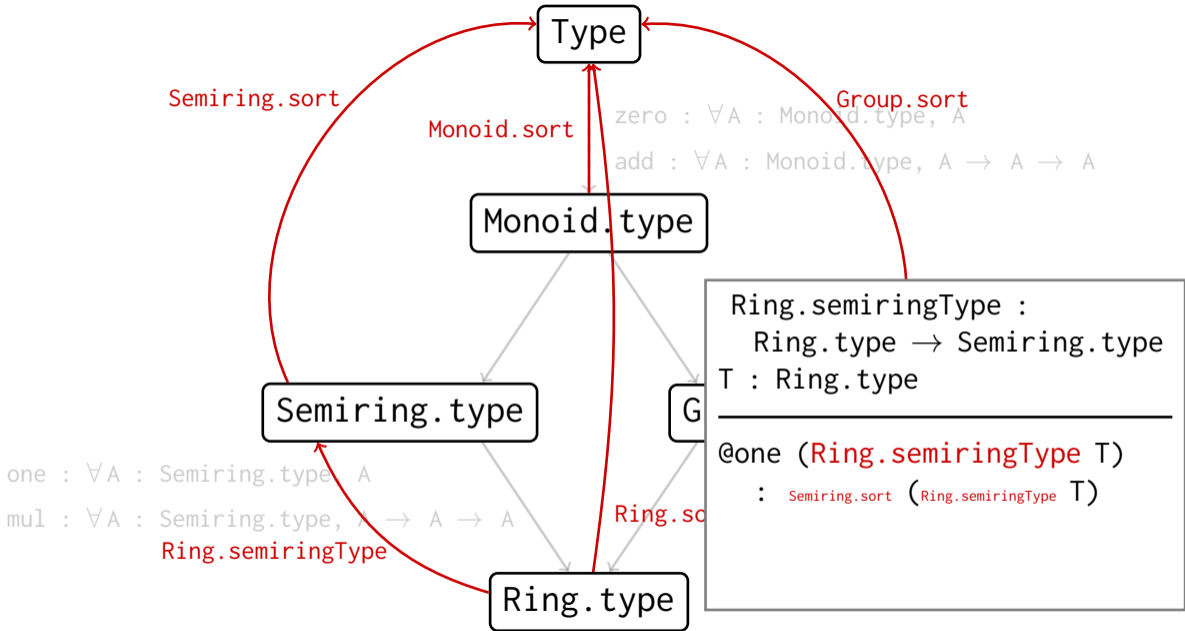 Type
Semiring.sort
Group.sort
Monoid.sort
zero : ∀A : Monoid.type, A
add : ∀A : Monoid.type, A → A → A
Monoid.type
Ring.semiringType :
Ring.type → Semiring.type
T : Ring.type
Semiring.type
G
@one (Ring.semiringType T)
: Semiring.sort (Ring.semiringType T)
one : ∀A : Semiring.type, A
mul : ∀A : Semiring.type, A → A → A
Ring.so
Ring.semiringType
Ring.type